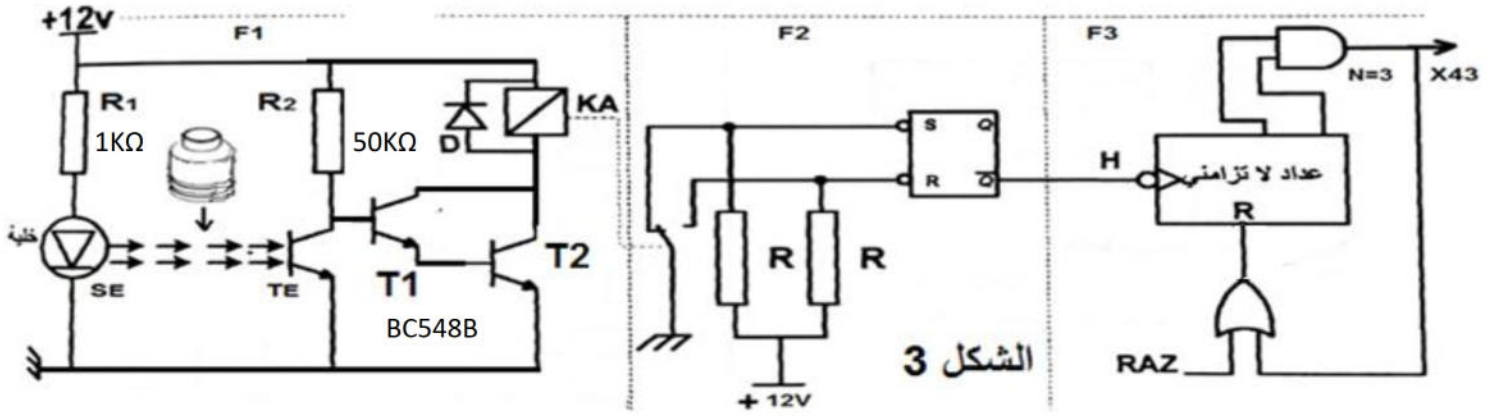 +12v
F1
F2
F3
R1
1KΩ
R2
50KΩ
D
KA
خلية
SE
TE
T1
T2
BC548B
S
Q
R
Q̅
R
R
+ 12V
الشكل 3
H
عداد لا تزامني
R
N=3
X43
RAZ